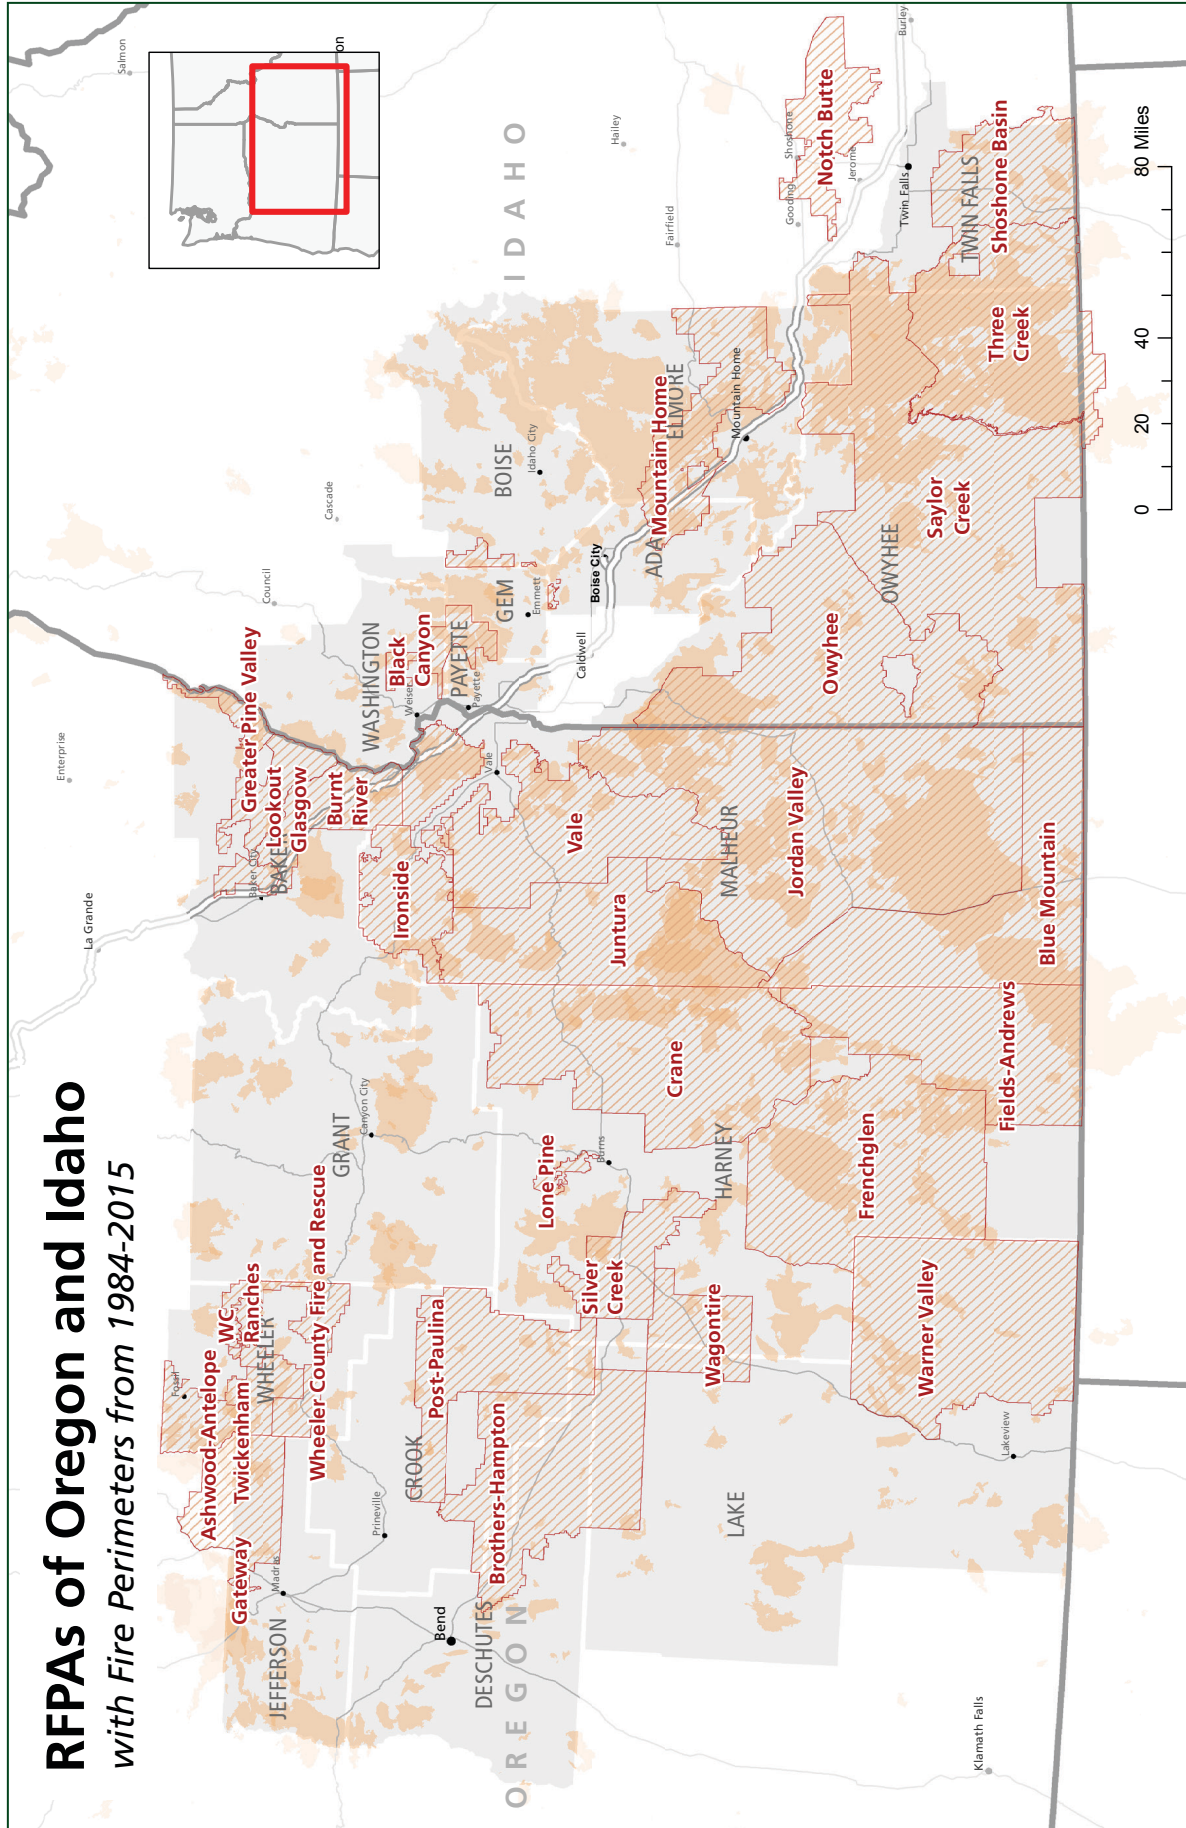 RFPAs of Oregon and Idaho
with Fire Perimeters from 1984-2015
on
Salmon
Enterprise
La Grande
Council
Cascade
IDAHO
Hailey
Fairfield
Shoshone
Gooding
Jerome
Burley
Notch Butte
Twin Falls
TWIN FALLS
Shoshone Basin
Three
Creek
Saylor
Creek
OWYHEE
Owyhee
Mountain Home
ELMORE
Mountain Home
ADA
BOISE
Idaho City
Boise City
GEM
Emmett
Caldwell
PAYETTE
Payette
Black
Canyon
WASHINGTON
Weiser
Greater Pine Valley
Lookout
Glasgow
Burnt
River
Baker City
BAKE
Ironside
Vale
Vale
MALHEUR
Jordan Valley
Juntura
Blue Mountain
Fields-Andrews
Crane
Frenchglen
HARNEY
Burns
Lone Pine
Canyon City
GRANT
Silver
Creek
Wagontire
Warner Valley
Lakeview
LAKE
Klamath Falls
Fossil
WC
Ranches
WHEELER
Wheeler County Fire and Rescue
Ashwood-Antelope
Twickenham
Gateway
Madras
JEFFERSON
Prineville
CROOK
Post-Paulina
Brothers-Hampton
Bend
DESCHUTES
OREGON
0
20
40
80 Miles